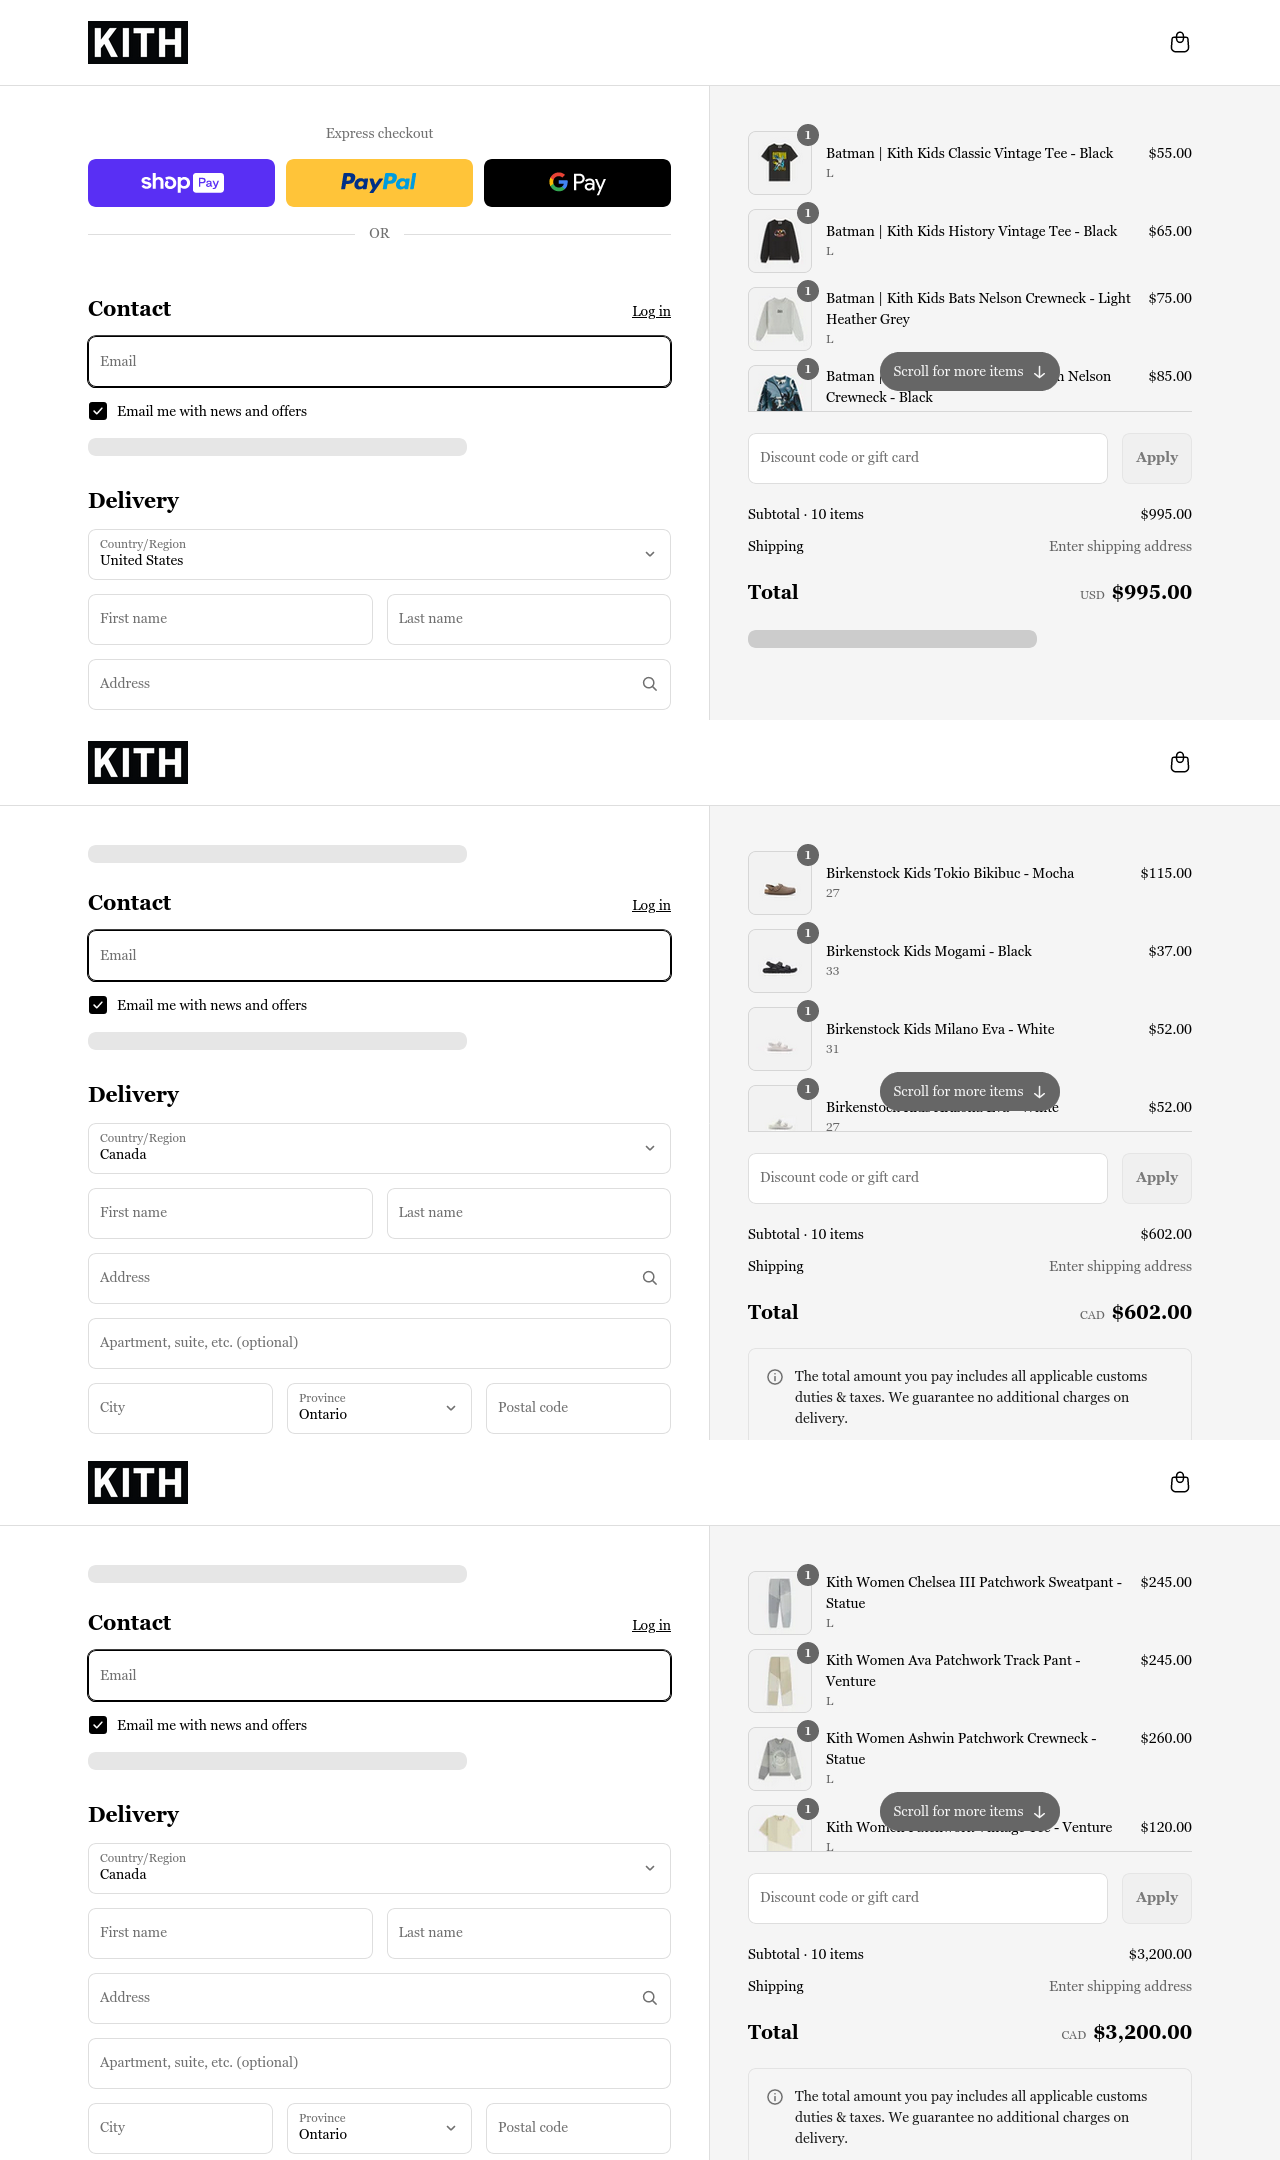 KITH
Express checkout
shop Pay
PayPal
G Pay
OR
Contact
Log in
Email
Email me with news and offers
Delivery
Country/Region
United States
First name
Last name
Address
1
Batman | Kith Kids Classic Vintage Tee - Black
$55.00
L
1
Batman | Kith Kids History Vintage Tee - Black
$65.00
L
1
Batman | Kith Kids Bats Nelson Crewneck - Light
Heather Grey
$75.00
L
1
Batman | Nelson
Crewneck - Black
$85.00
Scroll for more items
Discount code or gift card
Apply
Subtotal · 10 items
$995.00
Shipping
Enter shipping address
Total
USD $995.00
KITH
Contact
Log in
Email
Email me with news and offers
Delivery
Country/Region
Canada
First name
Last name
Address
Apartment, suite, etc. (optional)
City
Province
Ontario
Postal code
1
Birkenstock Kids Tokio Bikibuc - Mocha
$115.00
27
1
Birkenstock Kids Mogami - Black
$37.00
33
1
Birkenstock Kids Milano Eva - White
$52.00
31
1
Birkenstock Kids Arizona Eva - White
$52.00
27
Scroll for more items
Discount code or gift card
Apply
Subtotal · 10 items
$602.00
Shipping
Enter shipping address
Total
CAD $602.00
The total amount you pay includes all applicable customs
duties & taxes. We guarantee no additional charges on
delivery.
KITH
Contact
Log in
Email
Email me with news and offers
Delivery
Country/Region
Canada
First name
Last name
Address
Apartment, suite, etc. (optional)
City
Province
Ontario
Postal code
1
Kith Women Chelsea III Patchwork Sweatpant -
Statue
$245.00
L
1
Kith Women Ava Patchwork Track Pant -
Venture
$245.00
L
1
Kith Women Ashwin Patchwork Crewneck -
Statue
$260.00
L
1
Kith Women Patchwork Vintage Tee - Venture
$120.00
L
Scroll for more items
Discount code or gift card
Apply
Subtotal · 10 items
$3,200.00
Shipping
Enter shipping address
Total
CAD $3,200.00
The total amount you pay includes all applicable customs
duties & taxes. We guarantee no additional charges on
delivery.